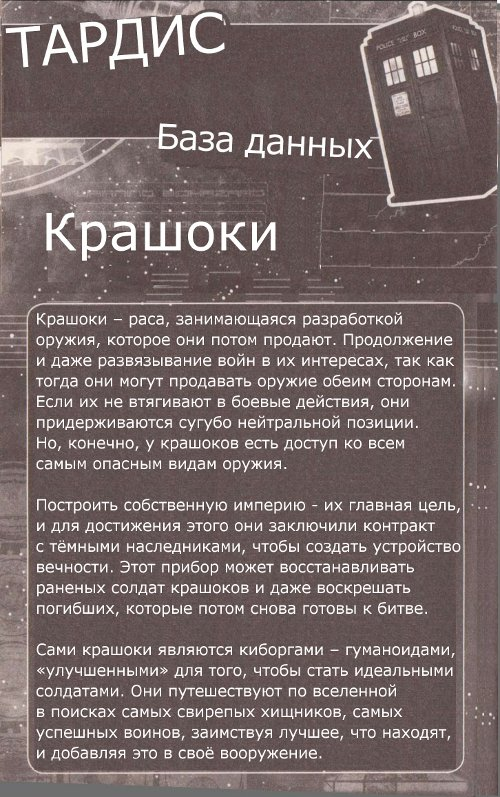 ТАРДИС
POLICE PUBLIC CALL BOX
База данных
Крашоки
Крашоки – раса, занимающаяся разработкой
оружия, которое они потом продают. Продолжение
и даже развязывание войн в их интересах, так как
тогда они могут продавать оружие обеим сторонам.
Если их не втягивают в боевые действия, они
придерживаются сугубо нейтральной позиции.
Но, конечно, у крашоков есть доступ ко всем
самым опасным видам оружия.
Построить собственную империю - их главная цель,
и для достижения этого они заключили контракт
с тёмными наследниками, чтобы создать устройство
вечности. Этот прибор может восстанавливать
раненых солдат крашоков и даже воскрешать
погибших, которые потом снова готовы к битве.
Сами крашоки являются киборгами – гуманоидами,
«улучшенными» для того, чтобы стать идеальными
солдатами. Они путешествуют по вселенной
в поисках самых свирепых хищников, самых
успешных воинов, заимствуя лучшее, что находят,
и добавляя это в своё вооружение.